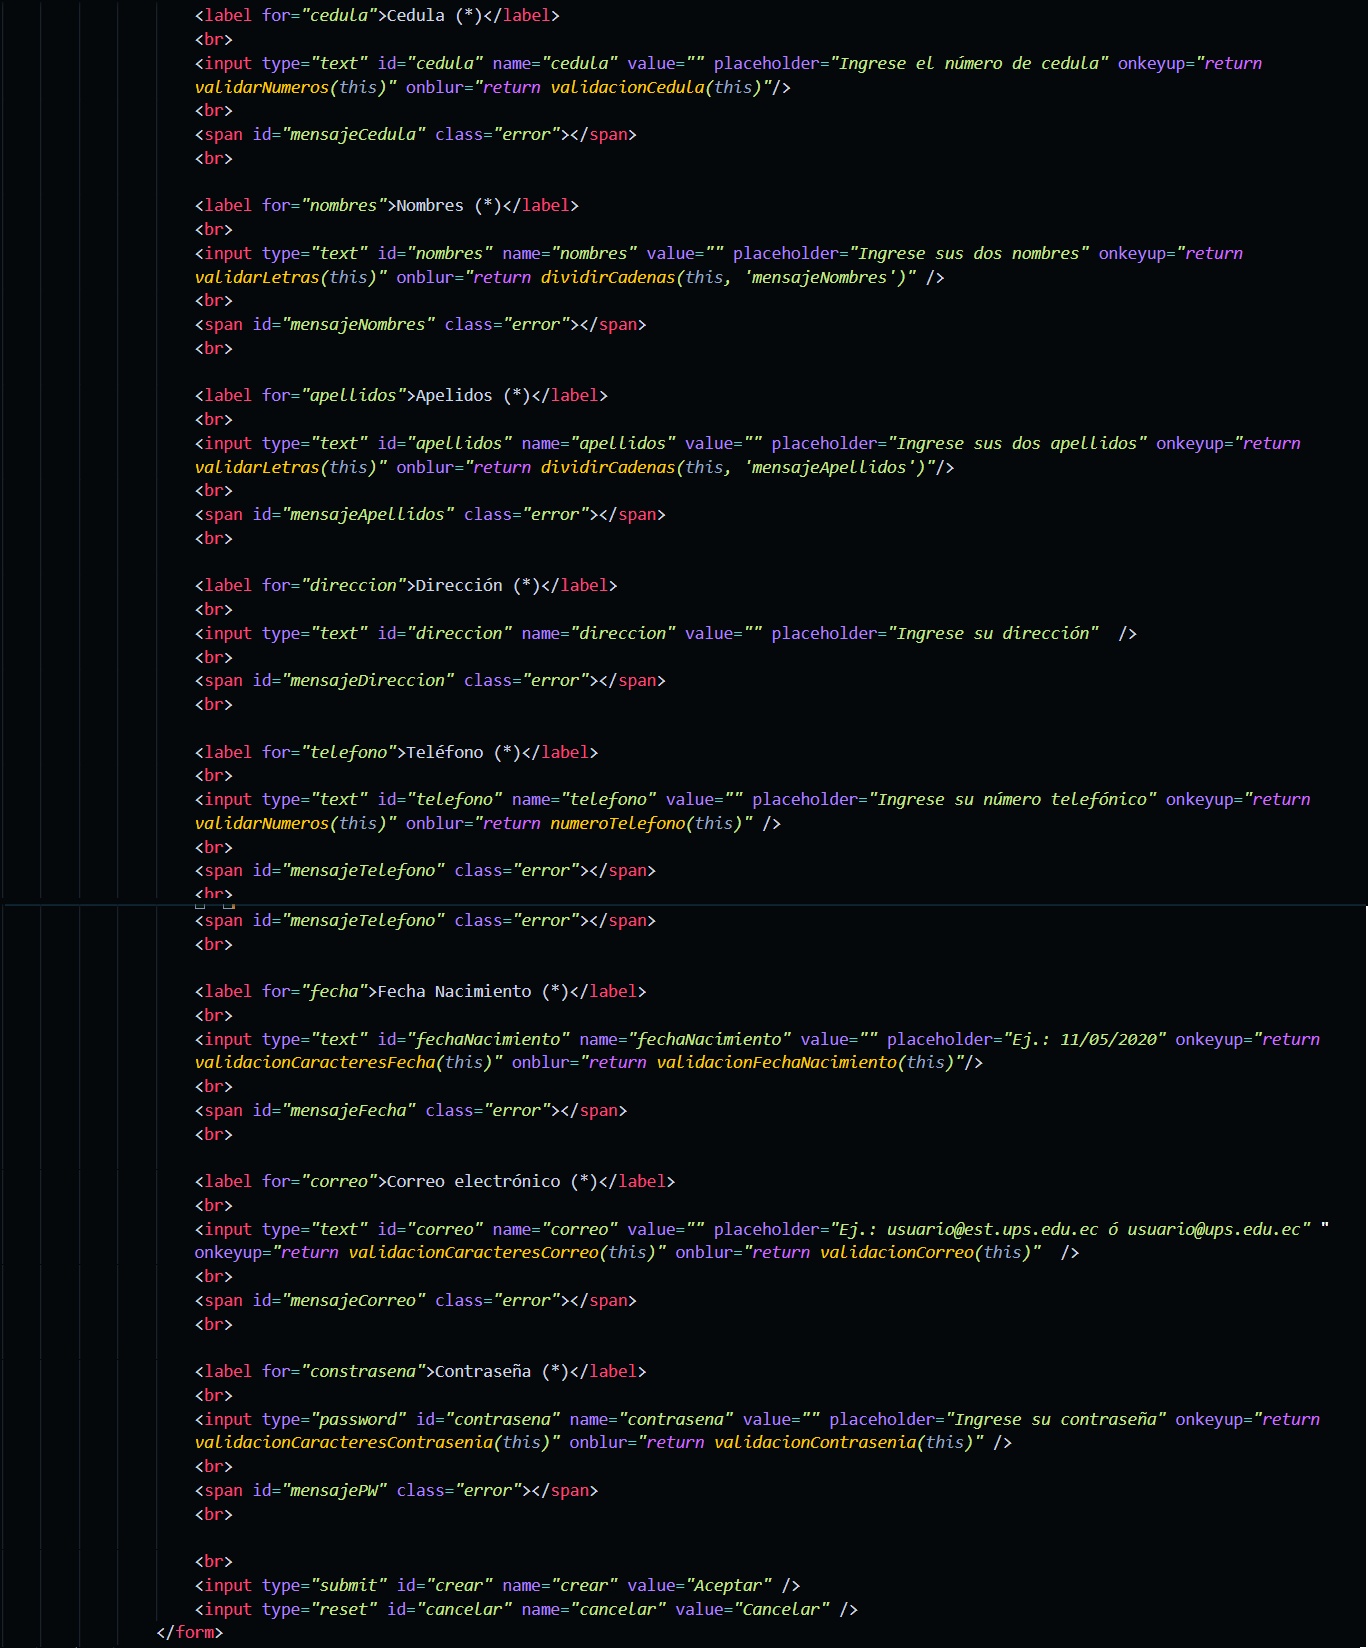 <label for="cedula">Cedula (*)</label>
<br>
<input type="text" id="cedula" name="cedula" value="" placeholder="Ingrese el número de cedula" onkeyup="return
validarNumeros(this)" onblur="return validacionCedula(this)"/>
<br>
<span id="mensajeCedula" class="error"></span>
<br>
<label for="nombres">Nombres (*)</label>
<br>
<input type="text" id="nombres" name="nombres" value="" placeholder="Ingrese sus dos nombres" onkeyup="return
validarLetras(this)" onblur="return dividirCadenas(this, 'mensajeNombres')" />
<br>
<span id="mensajeNombres" class="error"></span>
<br>
<label for="apellidos">Apelidos (*)</label>
<br>
<input type="text" id="apellidos" name="apellidos" value="" placeholder="Ingrese sus dos apellidos" onkeyup="return
validarLetras(this)" onblur="return dividirCadenas(this, 'mensajeApellidos')"/>
<br>
<span id="mensajeApellidos" class="error"></span>
<br>
<label for="direccion">Dirección (*)</label>
<br>
<input type="text" id="direccion" name="direccion" value="" placeholder="Ingrese su dirección"  />
<br>
<span id="mensajeDireccion" class="error"></span>
<br>
<label for="telefono">Teléfono (*)</label>
<br>
<input type="text" id="telefono" name="telefono" value="" placeholder="Ingrese su número telefónico" onkeyup="return
validarNumeros(this)" onblur="return numeroTelefono(this)" />
<br>
<span id="mensajeTelefono" class="error"></span>
<br>
<span id="mensajeTelefono" class="error"></span>
<br>
<label for="fecha">Fecha Nacimiento (*)</label>
<br>
<input type="text" id="fechaNacimiento" name="fechaNacimiento" value="" placeholder="Ej.: 11/05/2020" onkeyup="return
validacionCaracteresFecha(this)" onblur="return validacionFechaNacimiento(this)"/>
<br>
<span id="mensajeFecha" class="error"></span>
<br>
<label for="correo">Correo electrónico (*)</label>
<br>
<input type="text" id="correo" name="correo" value="" placeholder="Ej.: usuario@est.ups.edu.ec ó usuario@ups.edu.ec" "
onkeyup="return validacionCaracteresCorreo(this)" onblur="return validacionCorreo(this)"  />
<br>
<span id="mensajeCorreo" class="error"></span>
<br>
<label for="constrasena">Contraseña (*)</label>
<br>
<input type="password" id="contrasena" name="contrasena" value="" placeholder="Ingrese su contraseña" onkeyup="return
validacionCaracteresContrasenia(this)" onblur="return validacionContrasenia(this)" />
<br>
<span id="mensajePW" class="error"></span>
<br>
<br>
<input type="submit" id="crear" name="crear" value="Aceptar" />
<input type="reset" id="cancelar" name="cancelar" value="Cancelar" />
</form>